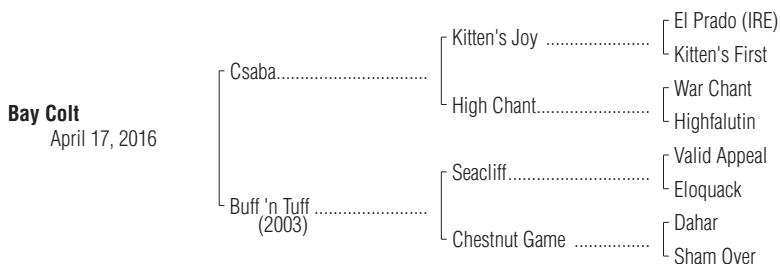 El Prado (IRE)
Kitten's Joy ......................
Kitten's First
Csaba................................
War Chant
High Chant........................
Highfalutin
Bay Colt
April 17, 2016
Valid Appeal
Seacliff..............................
Eloquack
Buff 'n Tuff ........................
(2003)
Dahar
Chestnut Game ................
Sham Over